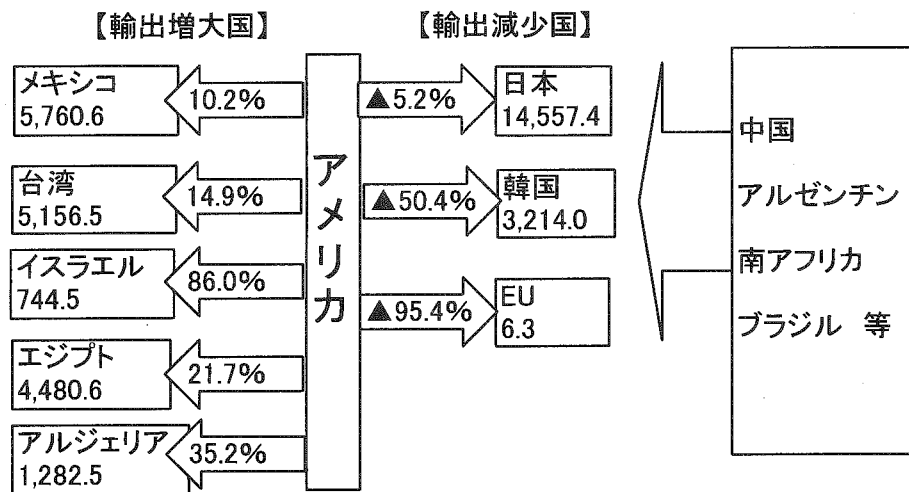 【輸出増大国】
【輸出減少国】
メキシコ
5,760.6
10.2%
台湾
5,156.5
14.9%
イスラエル
744.5
86.0%
エジプト
4,480.6
21.7%
アルジェリア
1,282.5
35.2%
アメリカ
▲5.2%
日本
14,557.4
▲50.4%
韓国
3,214.0
▲95.4%
EU
6.3
中国
アルゼンチン
南アフリカ
ブラジル 等